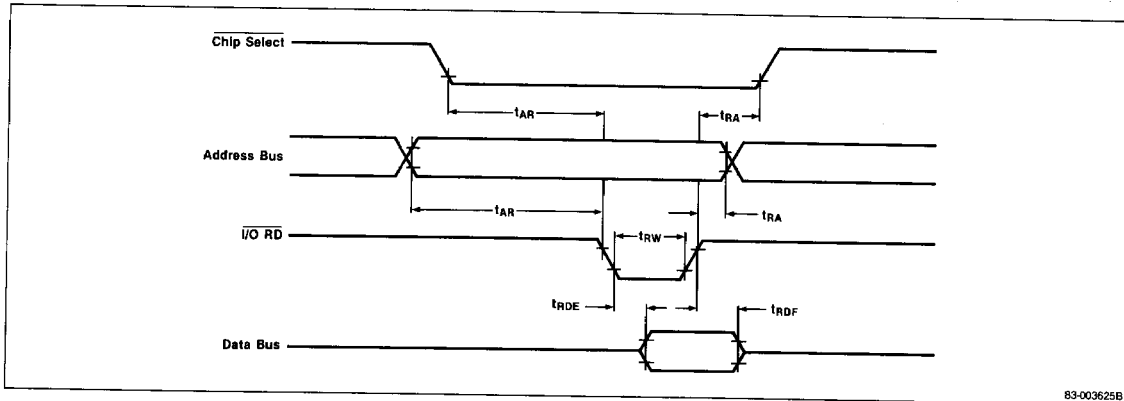 Chip Select
tAR
tRA
Address Bus
tAR
tRA
I/O RD
tRW
tRDE
tRDF
Data Bus
83-003625B